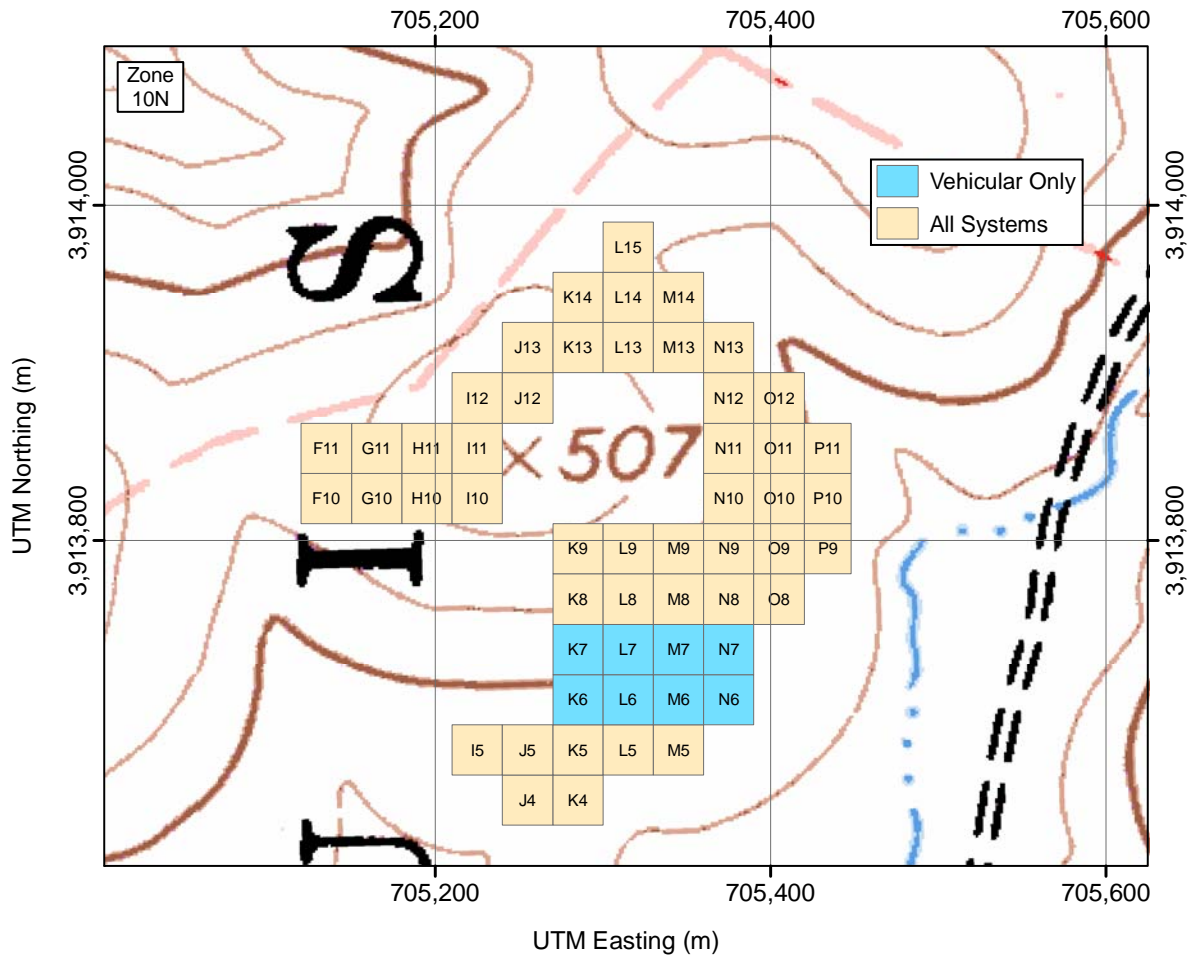 705,200 705,400 705,600
Zone
10N
3,914,000
3,914,000
Vehicular Only
All Systems
S
L15
K14 L14 M14
J13 K13 L13 M13 N13
I12 J12 N12 O12
F11 G11 H11 I11 × 507 N11 O11 P11
F10 G10 H10 I10 N10 O10 P10
3,913,800
3,913,800
I
K9 L9 M9 N9 O9 P9
K8 L8 M8 N8 O8
K7 L7 M7 N7
K6 L6 M6 N6
I5 J5 K5 L5 M5
J4 K4
UTM Northing (m)
705,200 705,400 705,600
UTM Easting (m)